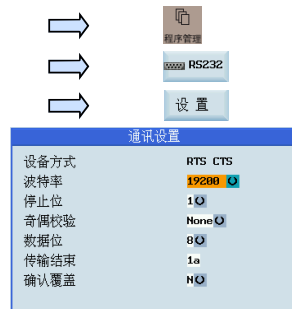 程序管理
RS232
设 置
通讯设置
设备方式 RTS CTS
波特率 19200
停止位 1
奇偶校验 None
数据位 8
传输结束 1a
确认覆盖 N